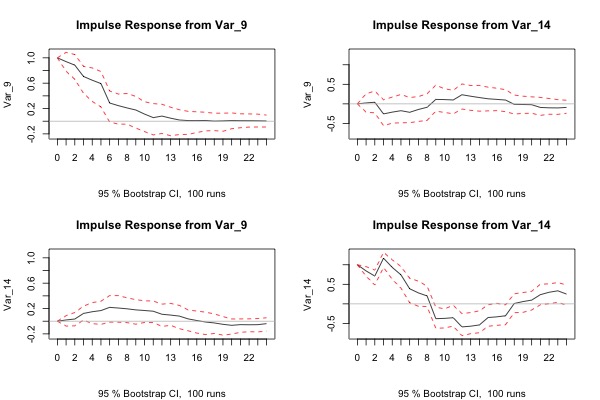 Impulse Response from Var_9
Var_9
1.0
0.6
0.2
-0.2
0 2 4 6 8 10 13 16 19 22
95 % Bootstrap CI, 100 runs
Impulse Response from Var_14
Var_9
0.5
-0.5
0 2 4 6 8 10 13 16 19 22
95 % Bootstrap CI, 100 runs
Impulse Response from Var_9
Var_14
1.0
0.6
0.2
-0.2
0 2 4 6 8 10 13 16 19 22
95 % Bootstrap CI, 100 runs
Impulse Response from Var_14
Var_14
0.5
-0.5
0 2 4 6 8 10 13 16 19 22
95 % Bootstrap CI, 100 runs